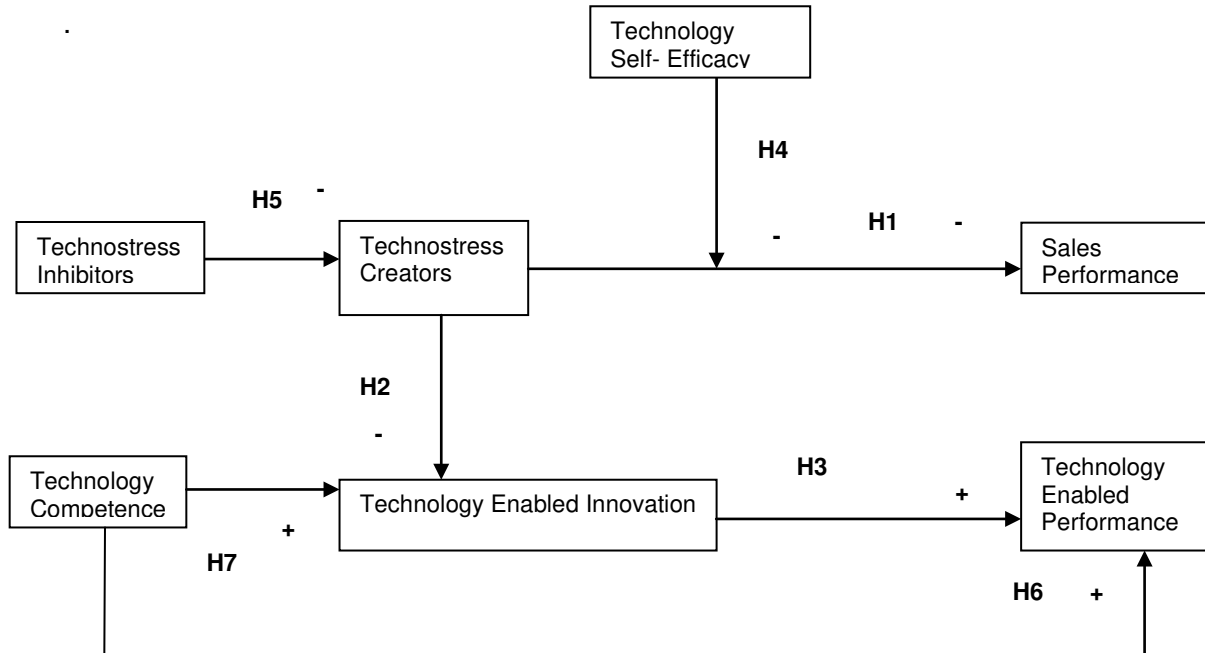 .
Technology
Self- Efficacy
H4
H5
-
Technostress
Inhibitors
Technostress
Creators
-
H1
-
Sales
Performance
H2
-
Technology
Competence
Technology Enabled Innovation
H3
+
Technology
Enabled
Performance
H7
+
H6
+